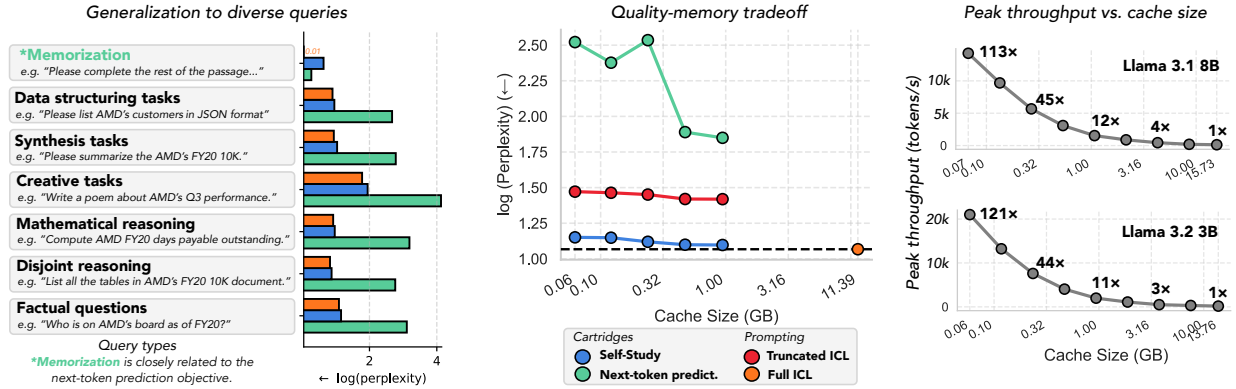 Generalization to diverse queries
*Memorization
e.g. “Please complete the rest of the passage...”
0.01
Data structuring tasks
e.g. “Please list AMD’s customers in JSON format”
Synthesis tasks
e.g. “Please summarize the AMD’s FY20 10K.”
Creative tasks
e.g. “Write a poem about AMD’s Q3 performance.”
Mathematical reasoning
e.g. “Compute AMD FY20 days payable outstanding.”
Disjoint reasoning
e.g. “List all the tables in AMD’s FY20 10K document.”
Factual questions
e.g. “Who is on AMD’s board as of FY20?”
Query types
*Memorization is closely related to the
next-token prediction objective.
2
4
← log(perplexity)
Quality-memory tradeoff
log (Perplexity) (←)
2.50
2.25
2.00
1.75
1.50
1.25
1.00
0.06
0.10
0.32
1.00
3.16
11.39
Cache Size (GB)
Cartridges
Self-Study
Next-token predict.
Prompting
Truncated ICL
Full ICL
Peak throughput vs. cache size
Peak throughput (tokens/s)
113×
Llama 3.1 8B
10k
45×
5k
12×
4×
1×
0
0.07
0.10
0.32
1.00
3.16
10.00
15.73
20k
121×
Llama 3.2 3B
10k
44×
11×
3×
1×
0
0.06
0.10
0.32
1.00
3.16
10.00
13.76
Cache Size (GB)